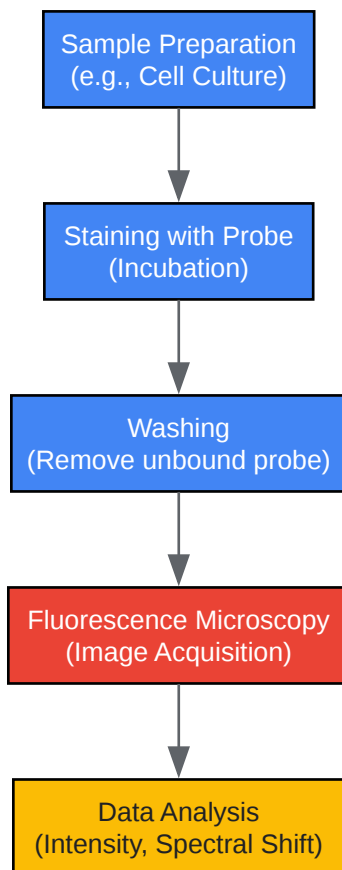 Sample Preparation
(e.g., Cell Culture)
Staining with Probe
(Incubation)
Washing
(Remove unbound probe)
Fluorescence Microscopy
(Image Acquisition)
Data Analysis
(Intensity, Spectral Shift)